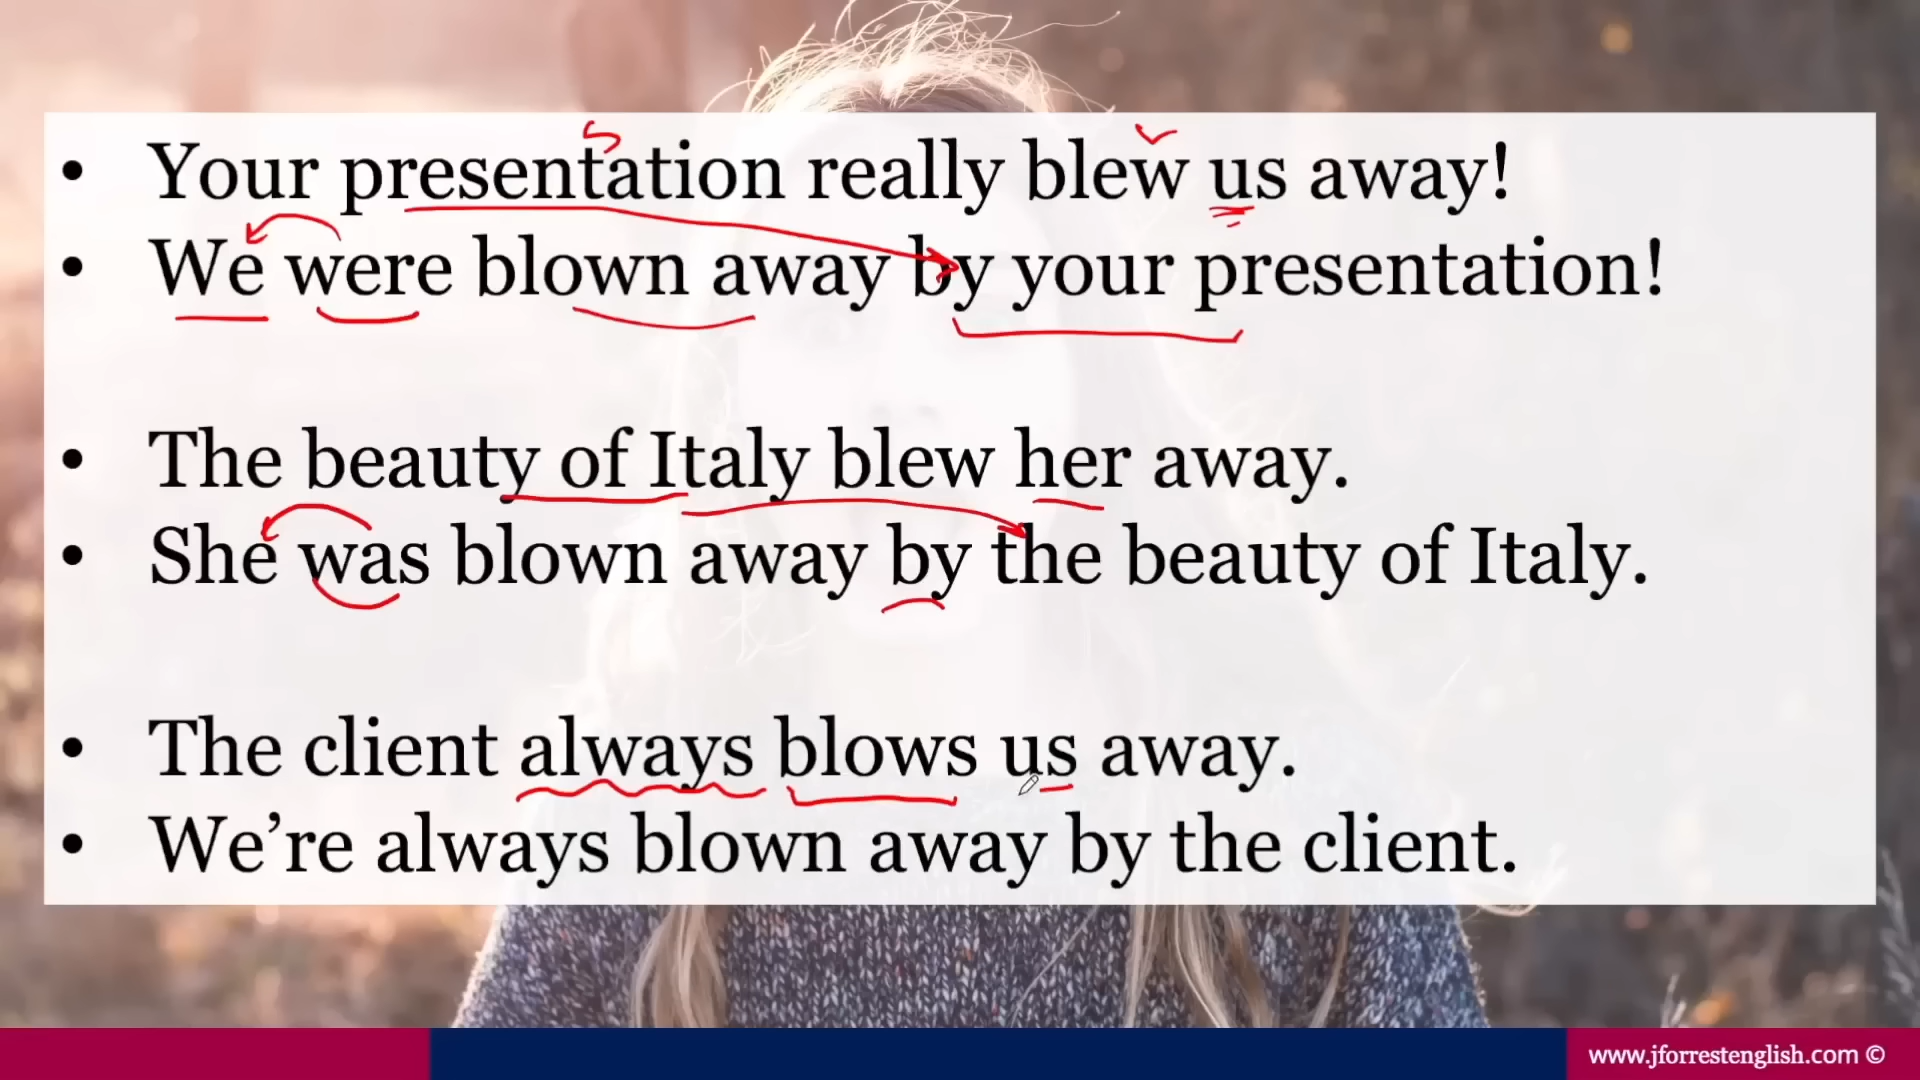 • Your presentation really blew us away!
• We were blown away by your presentation!
• The beauty of Italy blew her away.
• She was blown away by the beauty of Italy.
• The client always blows us away.
• We’re always blown away by the client.
www.jforrestenglish.com ©